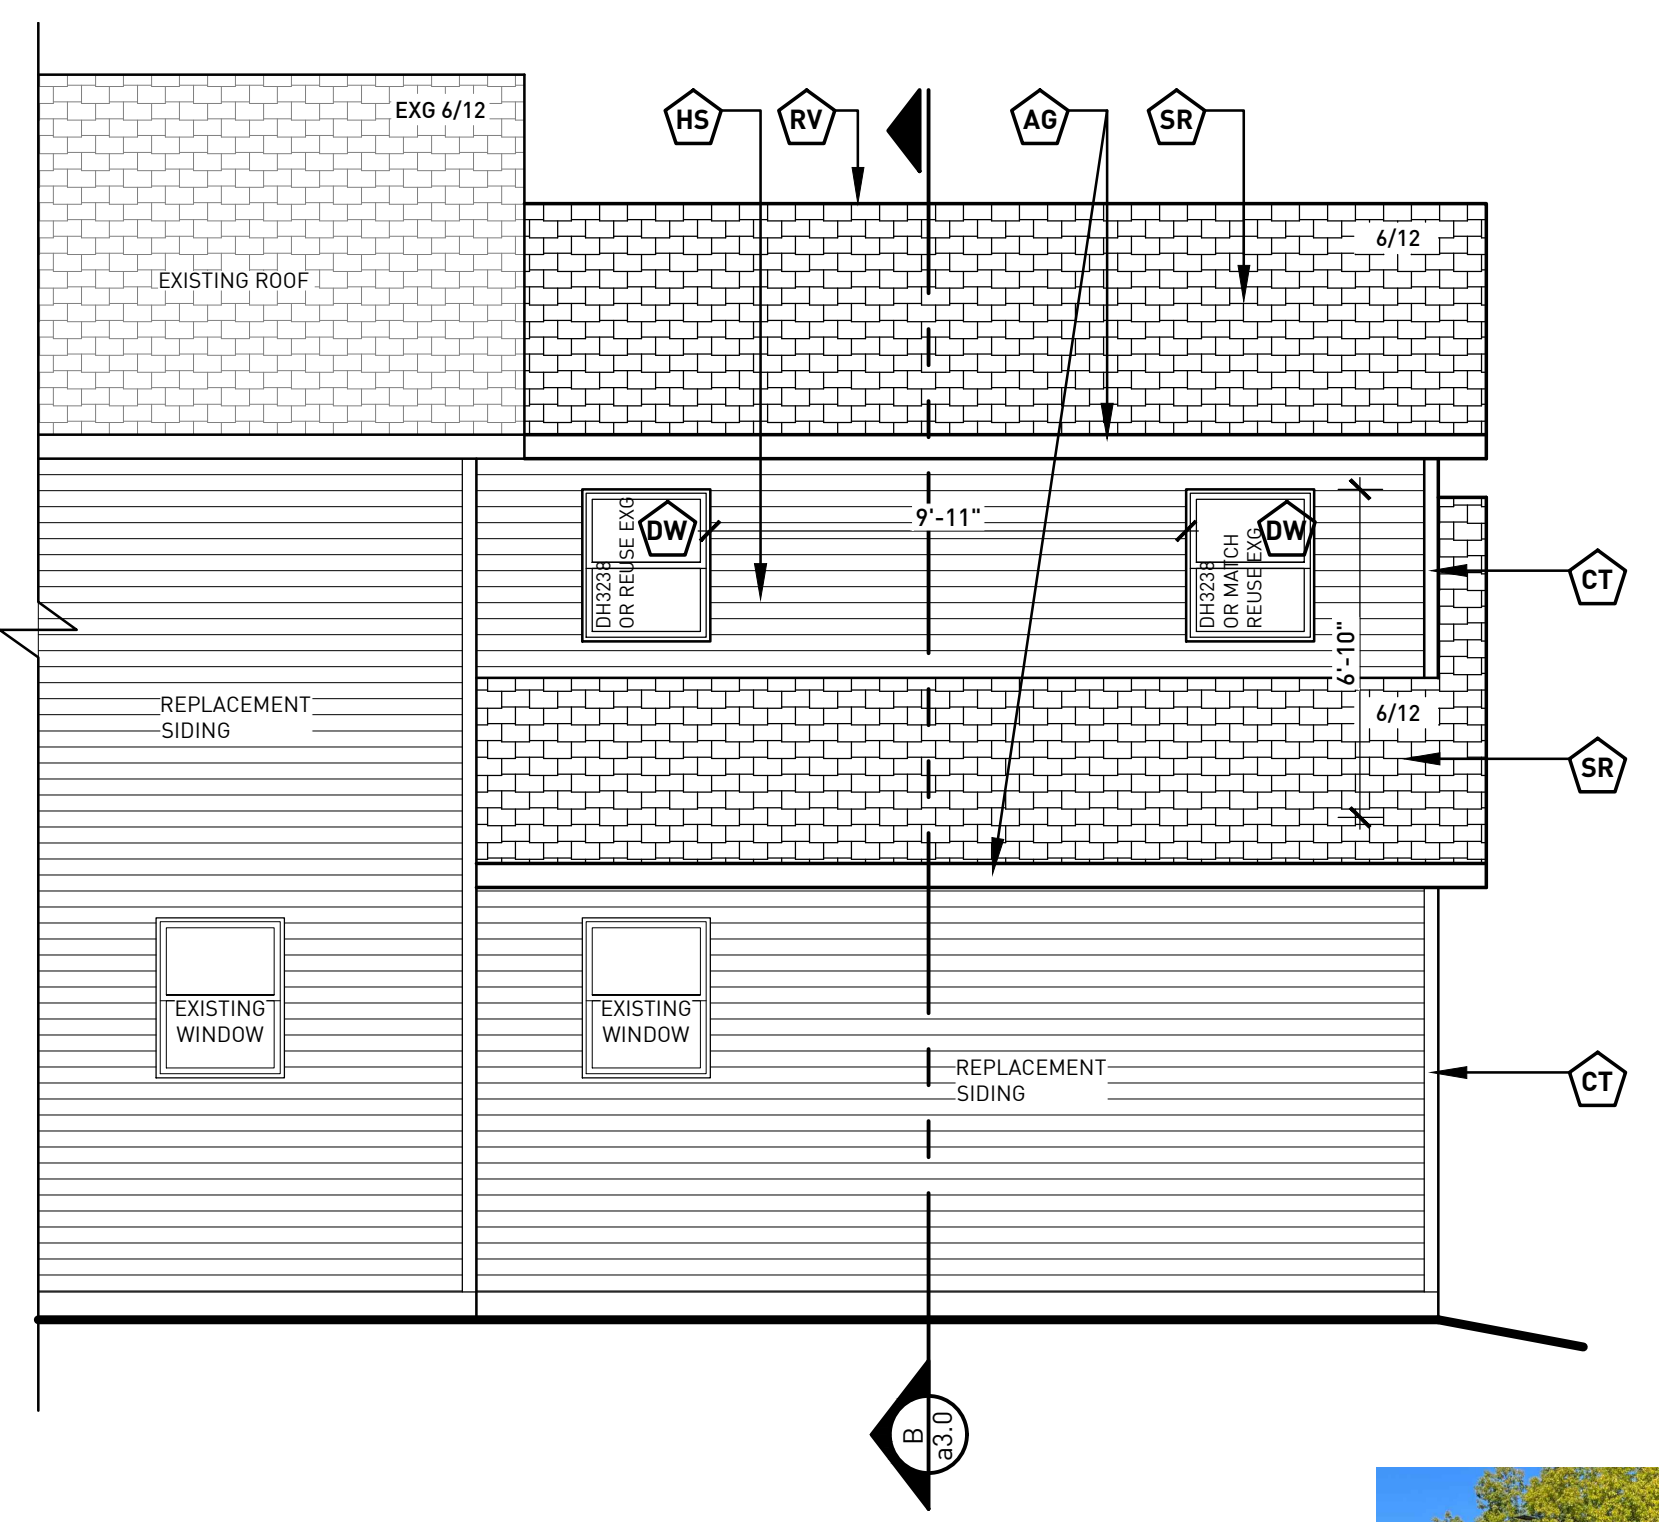 EXG 6/12
HS
RV
AG
SR
6/12
EXISTING ROOF
DH3238
OR REUSE EXG
DW
9'-11"
DH3238
OR MATCH
REUSE EXG
DW
CT
6'-10"
REPLACEMENT
SIDING
6/12
SR
EXISTING
WINDOW
EXISTING
WINDOW
REPLACEMENT
SIDING
CT
B
a3.0